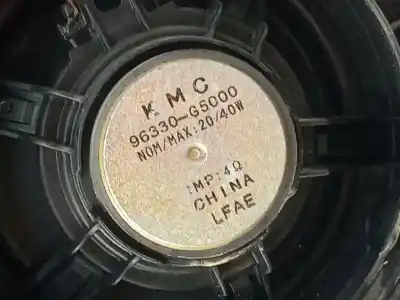 KMC
96330-G5000
NOM/MAX:20/40W
IMP:4Ω
CHINA
LFAE